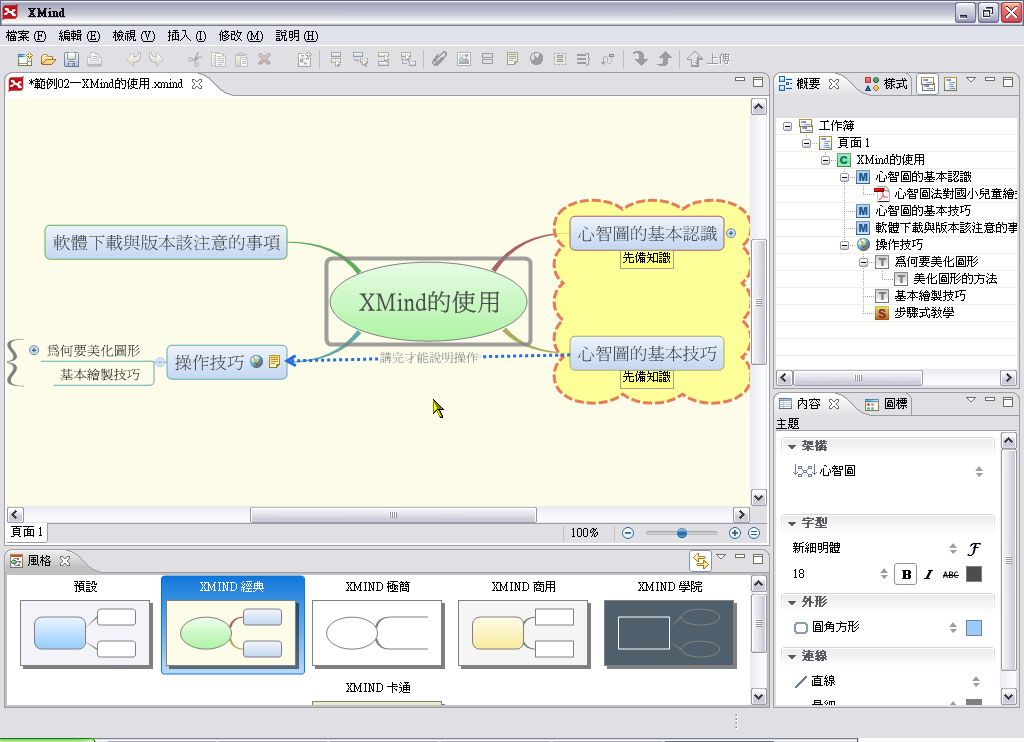 XMind
檔案(F) 編輯(E) 檢視(V) 插入(I) 修改(M) 說明(H)
上傳
*範例02─XMind的使用.xmind
軟體下載與版本該注意的事項
心智圖的基本認識
先備知識
XMind的使用
為何要美化圖形
基本繪製技巧
操作技巧
講完才能說明操作
心智圖的基本技巧
先備知識
頁面 1
100%
概要
樣式
工作簿
頁面 1
XMind的使用
心智圖的基本認識
心智圖法對國小兒童繪
心智圖的基本技巧
軟體下載與版本該注意的事
操作技巧
為何要美化圖形
美化圖形的方法
基本繪製技巧
步驟式教學
風格
預設
XMIND 經典
XMIND 極簡
XMIND 商用
XMIND 學院
XMIND 卡通
內容
圖標
主題
架構
心智圖
字型
新細明體
18
B I ABC
外形
圓角方形
連線
直線